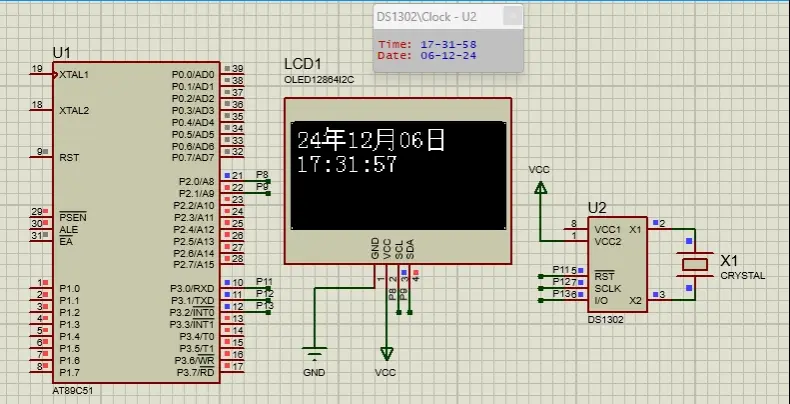 DS1302\Clock - U2
Time: 17-31-58
Date: 06-12-24
U1
19 XTAL1
18 XTAL2
9 RST
29 PSEN
30 ALE
31 EA
1 P1.0
2 P1.1
3 P1.2
4 P1.3
5 P1.4
6 P1.5
7 P1.6
8 P1.7
P0.0/AD0 39
P0.1/AD1 38
P0.2/AD2 37
P0.3/AD3 36
P0.4/AD4 35
P0.5/AD5 34
P0.6/AD6 33
P0.7/AD7 32
P2.0/A8 21 P8
P2.1/A9 22 P9
P2.2/A10 23
P2.3/A11 24
P2.4/A12 25
P2.5/A13 26
P2.6/A14 27
P2.7/A15 28
P3.0/RXD 10 P11
P3.1/TXD 11 P12
P3.2/INT0 12 P13
P3.3/INT1 13
P3.4/T0 14
P3.5/T1 15
P3.6/WR 16
P3.7/RD 17
AT89C51
LCD1
OLED12864I2C
24年12月06日
17:31:57
GND
VCC
SCL
SDA
1
2
3
4
P8
P9
GND
VCC
VCC
U2
8 VCC1 X1 2
1 VCC2
P11 5 RST
P12 7 SCLK
P13 6 I/O X2 3
DS1302
X1
CRYSTAL